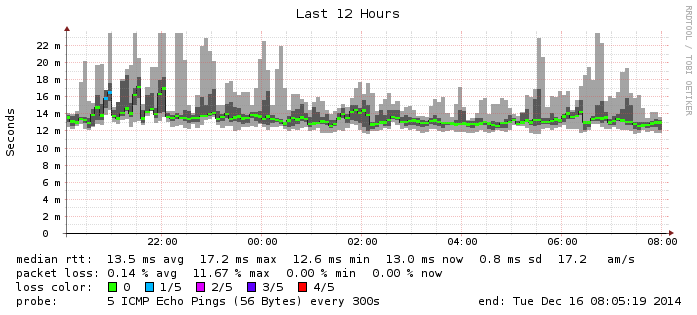 Last 12 Hours
RRDTOOL / TOBI OETIKER
Seconds
22 m
20 m
18 m
16 m
14 m
12 m
10 m
8 m
6 m
4 m
2 m
0
22:00 00:00 02:00 04:00 06:00 08:00
median rtt: 13.5 ms avg 17.2 ms max 12.6 ms min 13.0 ms now 0.8 ms sd 17.2 am/s
packet loss: 0.14 % avg 11.67 % max 0.00 % min 0.00 % now
loss color: 0 1/5 2/5 3/5 4/5
probe: 5 ICMP Echo Pings (56 Bytes) every 300s end: Tue Dec 16 08:05:19 2014